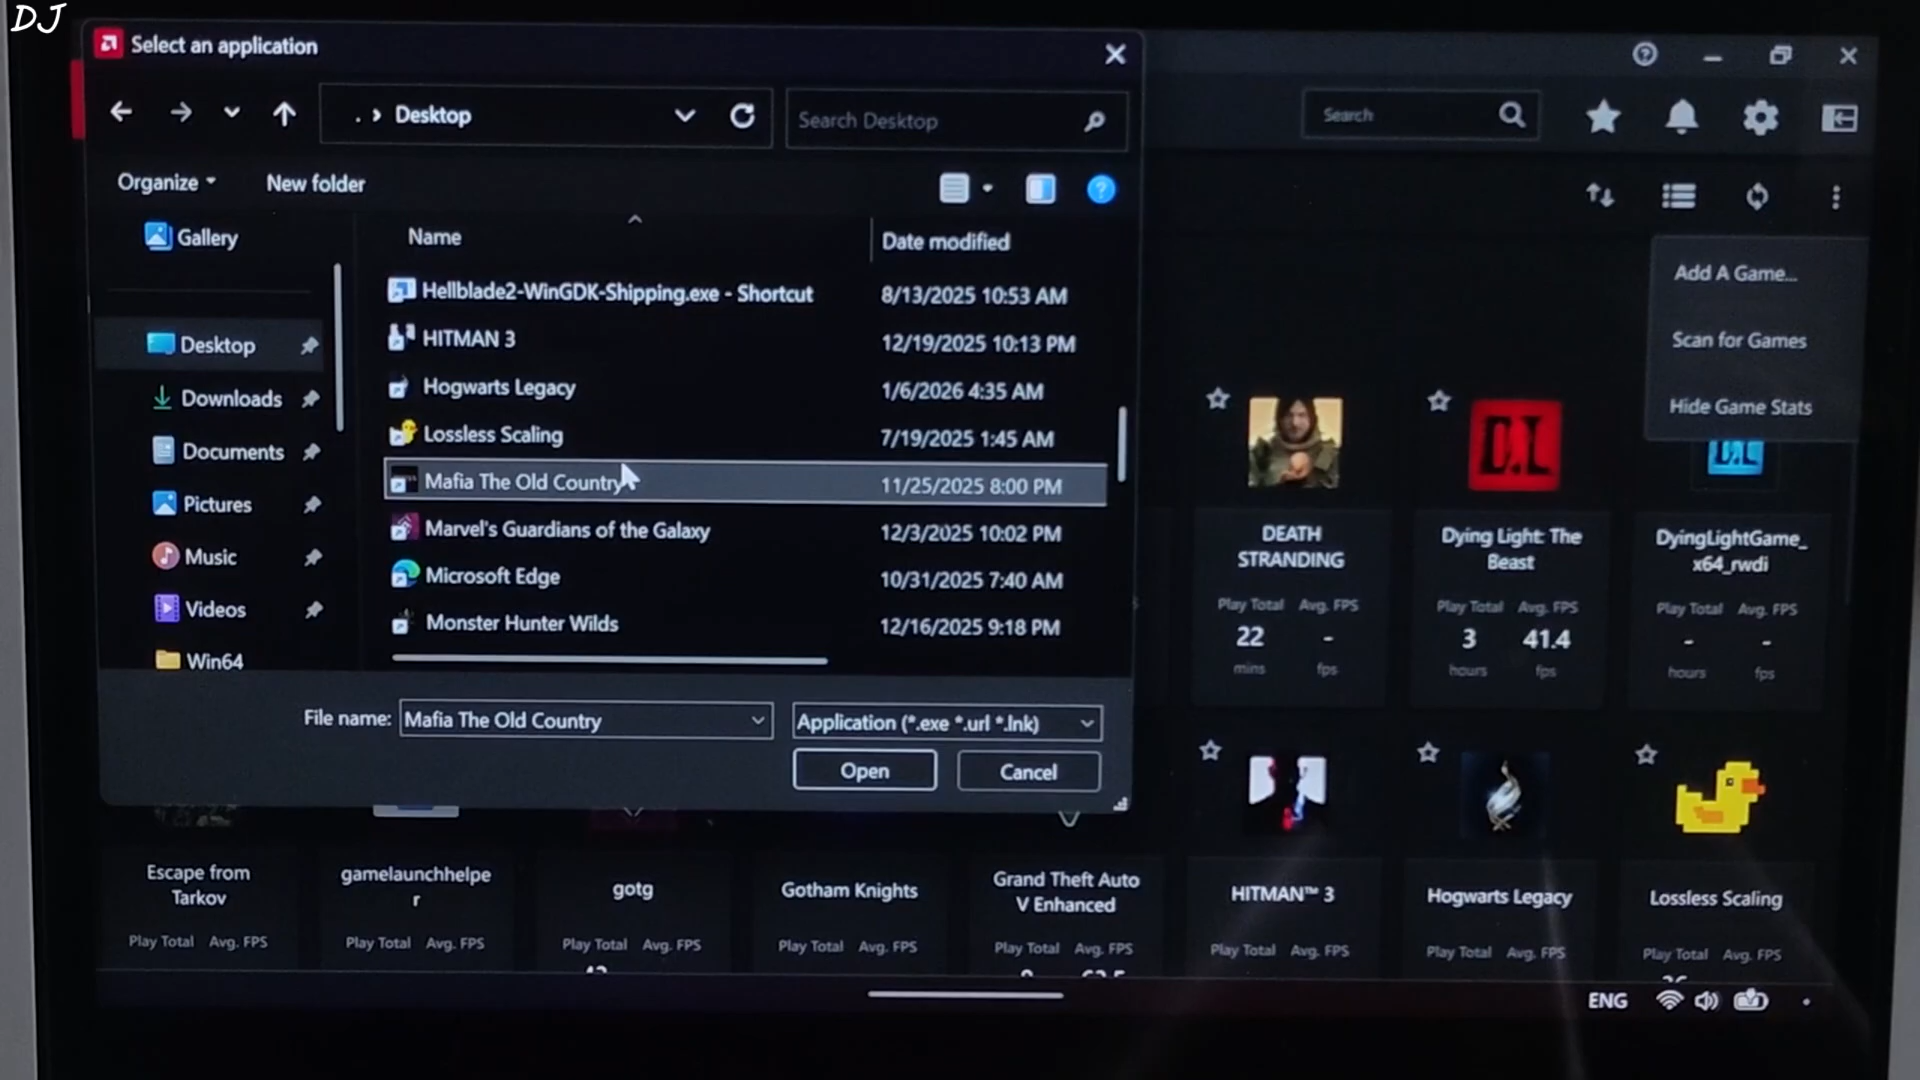 DJ
Select an application
Desktop
Search Desktop
Search
Organize
New folder
Name
Date modified
Gallery
Desktop
Downloads
Documents
Pictures
Music
Videos
Win64
Hellblade2-WinGDK-Shipping.exe - Shortcut 8/13/2025 10:53 AM
HITMAN 3 12/19/2025 10:13 PM
Hogwarts Legacy 1/6/2026 4:35 AM
Lossless Scaling 7/19/2025 1:45 AM
Mafia The Old Country 11/25/2025 8:00 PM
Marvel's Guardians of the Galaxy 12/3/2025 10:02 PM
Microsoft Edge 10/31/2025 7:40 AM
Monster Hunter Wilds 12/16/2025 9:18 PM
File name: Mafia The Old Country
Application (*.exe *.url *.lnk)
Open
Cancel
Add A Game...
Scan for Games
Hide Game Stats
DL
DL
DEATH
STRANDING
Play Total Avg. FPS
22 -
mins fps
Dying Light: The
Beast
Play Total Avg. FPS
3 41.4
hours fps
DyingLightGame_
x64_rwdi
Play Total Avg. FPS
- -
hours fps
Escape from
Tarkov
Play Total Avg. FPS
gamelaunchhelpe
r
Play Total Avg. FPS
gotg
Play Total Avg. FPS
Gotham Knights
Play Total Avg. FPS
Grand Theft Auto
V Enhanced
Play Total Avg. FPS
HITMAN™ 3
Play Total Avg. FPS
Hogwarts Legacy
Play Total Avg. FPS
Lossless Scaling
Play Total Avg. FPS
ENG